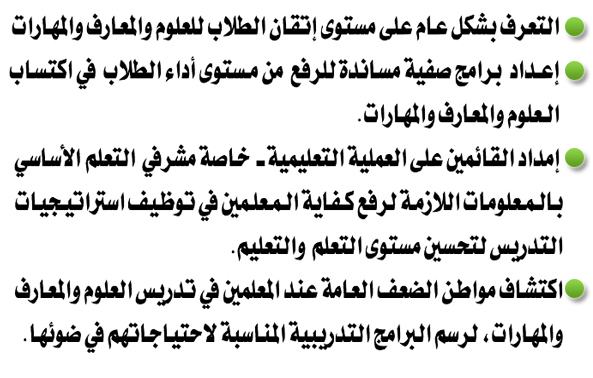 التعرف بشكل عام على مستوى إتقان الطلاب للعلوم والمعارف والمهارات
إعداد برامج صفية مساندة للرفع من مستوى أداء الطلاب في اكتساب
العلوم والمعارف والمهارات.
إمداد القائمين على العملية التعليمية - خاصة مشرفي التعلم الأساسي
بالمعلومات اللازمة لرفع كفاية المعلمين في توظيف استراتيجيات
التدريس لتحسين مستوى التعلم والتعليم.
اكتشاف مواطن الضعف العامة عند المعلمين في تدريس العلوم والمعارف
والمهارات، لرسم البرامج التدريبية المناسبة لاحتياجاتهم في ضوئها.